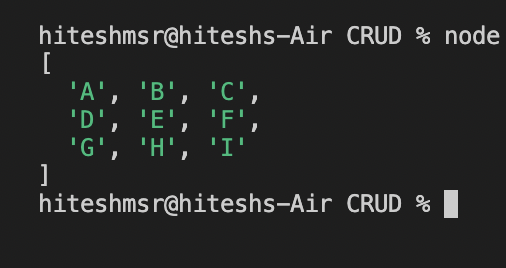 hiteshmsr@hiteshs-Air CRUD % node
[
  'A', 'B', 'C',
  'D', 'E', 'F',
  'G', 'H', 'I'
]
hiteshmsr@hiteshs-Air CRUD %